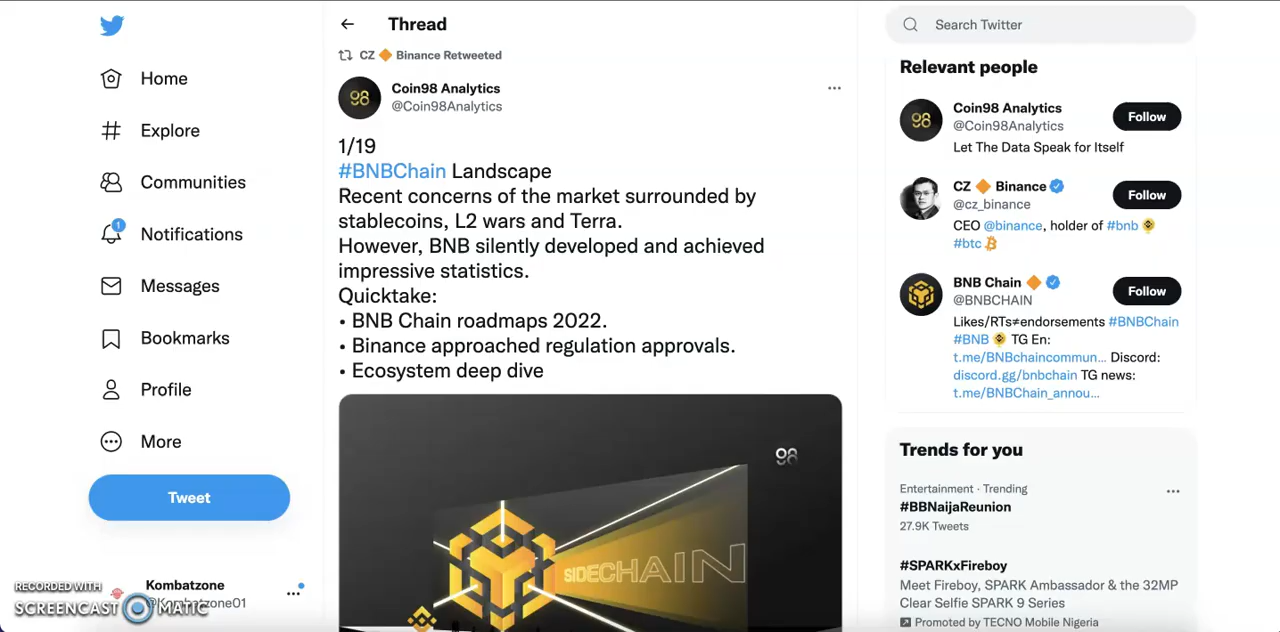 Home
Explore
Communities
1
Notifications
Messages
Bookmarks
Profile
More
Tweet
Kombatzone
@Kombatzone01
RECORDED WITH
SCREENCAST MATIC
Thread
CZ 🔶 Binance Retweeted
98
Coin98 Analytics
@Coin98Analytics
1/19
#BNBChain Landscape
Recent concerns of the market surrounded by
stablecoins, L2 wars and Terra.
However, BNB silently developed and achieved
impressive statistics.
Quicktake:
• BNB Chain roadmaps 2022.
• Binance approached regulation approvals.
• Ecosystem deep dive
98
SIDECHAIN
Search Twitter
Relevant people
98
Coin98 Analytics
@Coin98Analytics
Follow
Let The Data Speak for Itself
CZ 🔶 Binance
@cz_binance
Follow
CEO @binance, holder of #bnb
#btc
BNB Chain 🔶
@BNBCHAIN
Follow
Likes/RTs≠endorsements #BNBChain
#BNB TG En:
t.me/BNBchaincommun... Discord:
discord.gg/bnbchain TG news:
t.me/BNBChain_annou...
Trends for you
Entertainment · Trending
#BBNaijaReunion
27.9K Tweets
#SPARKxFireboy
Meet Fireboy, SPARK Ambassador & the 32MP
Clear Selfie SPARK 9 Series
Promoted by TECNO Mobile Nigeria